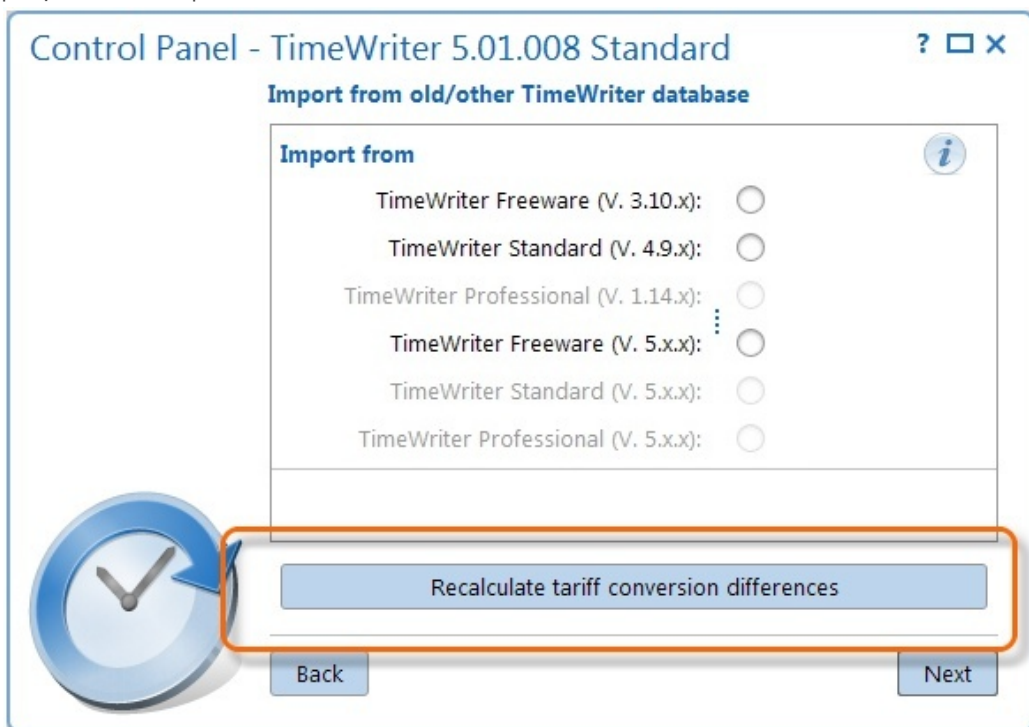 Control Panel - TimeWriter 5.01.008 Standard ?
Import from old/other TimeWriter database
Import from i
TimeWriter Freeware (V. 3.10.x):
TimeWriter Standard (V. 4.9.x):
TimeWriter Professional (V. 1.14.x):
TimeWriter Freeware (V. 5.x.x):
TimeWriter Standard (V. 5.x.x):
TimeWriter Professional (V. 5.x.x):
Recalculate tariff conversion differences
Back Next